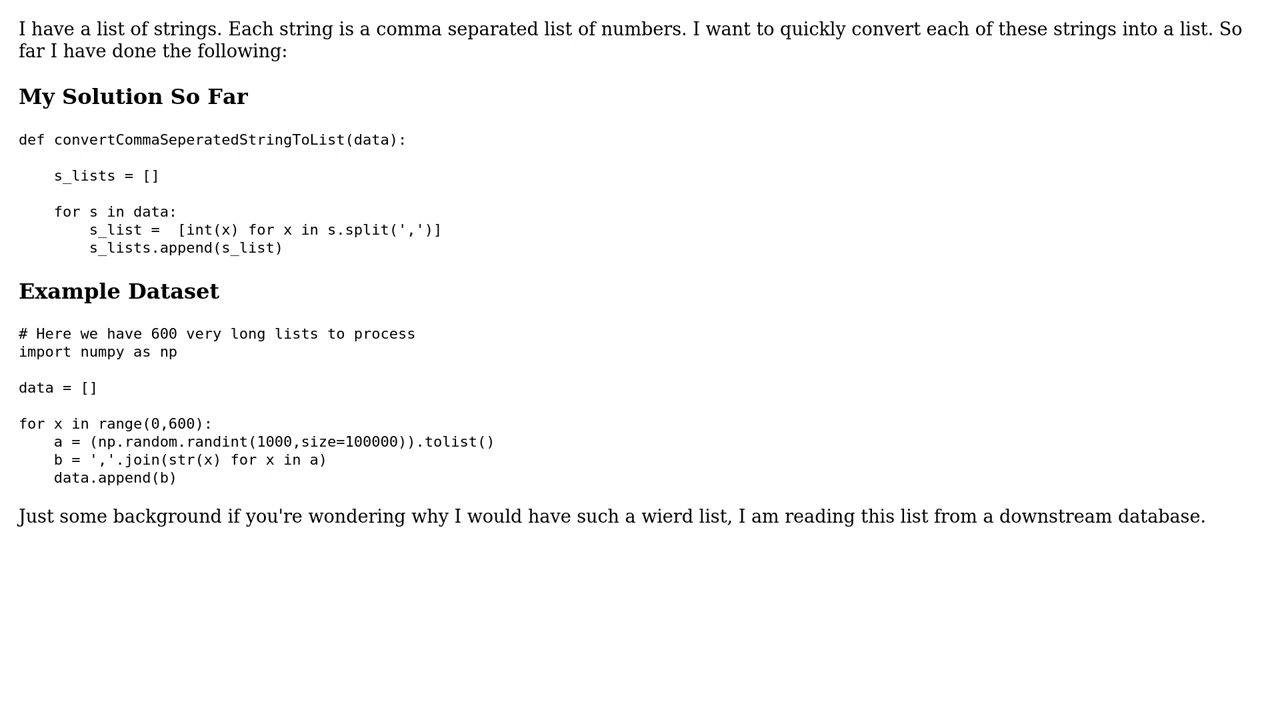 I have a list of strings. Each string is a comma separated list of numbers. I want to quickly convert each of these strings into a list. So
far I have done the following:
My Solution So Far
def convertCommaSeperatedStringToList(data):
    s_lists = []
    for s in data:
        s_list =  [int(x) for x in s.split(',')]
        s_lists.append(s_list)
Example Dataset
# Here we have 600 very long lists to process
import numpy as np
data = []
for x in range(0,600):
    a = (np.random.randint(1000,size=100000)).tolist()
    b = ','.join(str(x) for x in a)
    data.append(b)
Just some background if you're wondering why I would have such a wierd list, I am reading this list from a downstream database.